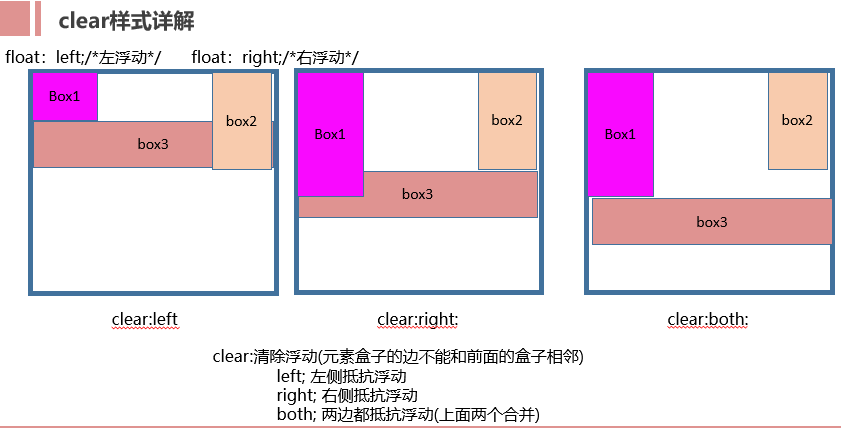 clear样式详解
float：left;/*左浮动*/ float：right;/*右浮动*/
Box1
box2
box3
Box1
box2
box3
Box1
box2
box3
clear:left
clear:right:
clear:both:
clear:清除浮动(元素盒子的边不能和前面的盒子相邻)
left; 左侧抵抗浮动
right; 右侧抵抗浮动
both; 两边都抵抗浮动(上面两个合并)